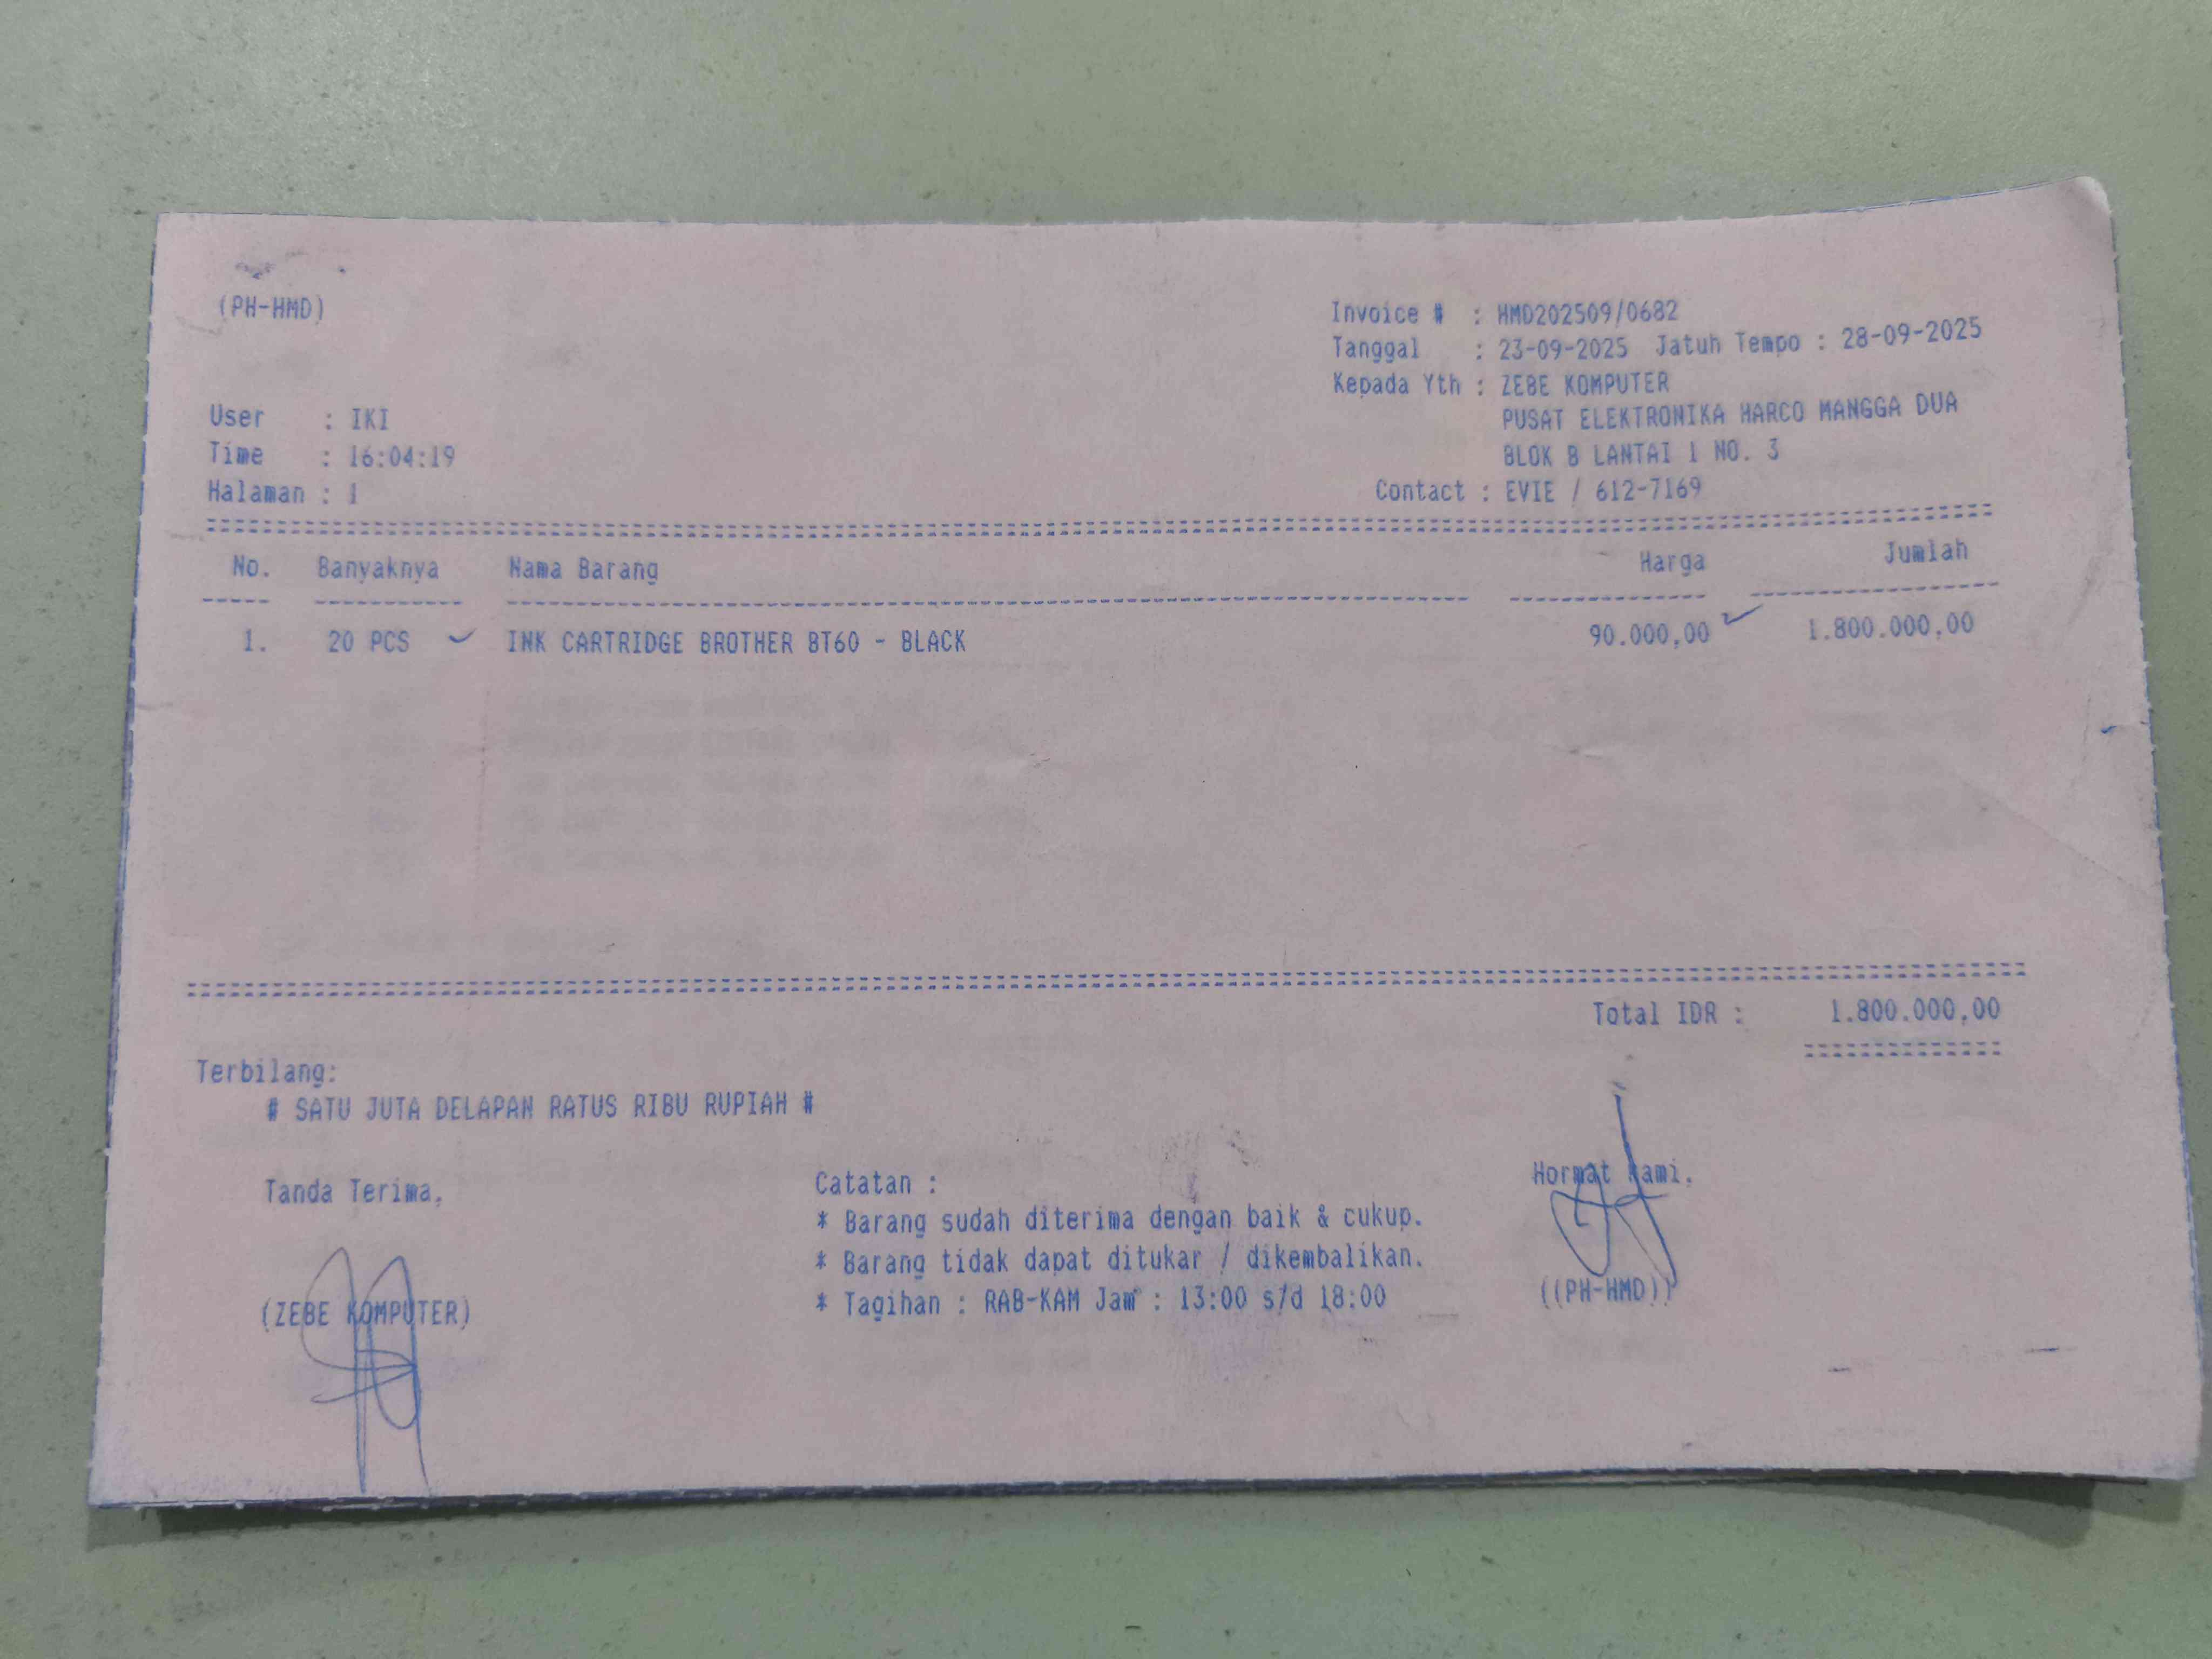 (PH-HMD)
Invoice # : HMD202509/0682
Tanggal : 23-09-2025 Jatuh Tempo : 28-09-2025
Kepada Yth : ZEBE KOMPUTER
PUSAT ELEKTRONIKA HARCO MANGGA DUA
BLOK B LANTAI 1 NO. 3
Contact : EVIE / 612-7169
User : IKI
Time : 16:04:19
Halaman : 1
No. Banyaknya Nama Barang Harga Jumlah
1. 20 PCS INK CARTRIDGE BROTHER BT60 - BLACK 90.000,00 1.800.000,00
Total IDR : 1.800.000,00
Terbilang:
# SATU JUTA DELAPAN RATUS RIBU RUPIAH #
Tanda Terima,
(ZEBE KOMPUTER)
Catatan :
* Barang sudah diterima dengan baik & cukup.
* Barang tidak dapat ditukar / dikembalikan.
* Tagihan : RAB-KAM Jam : 13:00 s/d 18:00
Hormat Kami,
((PH-HMD))